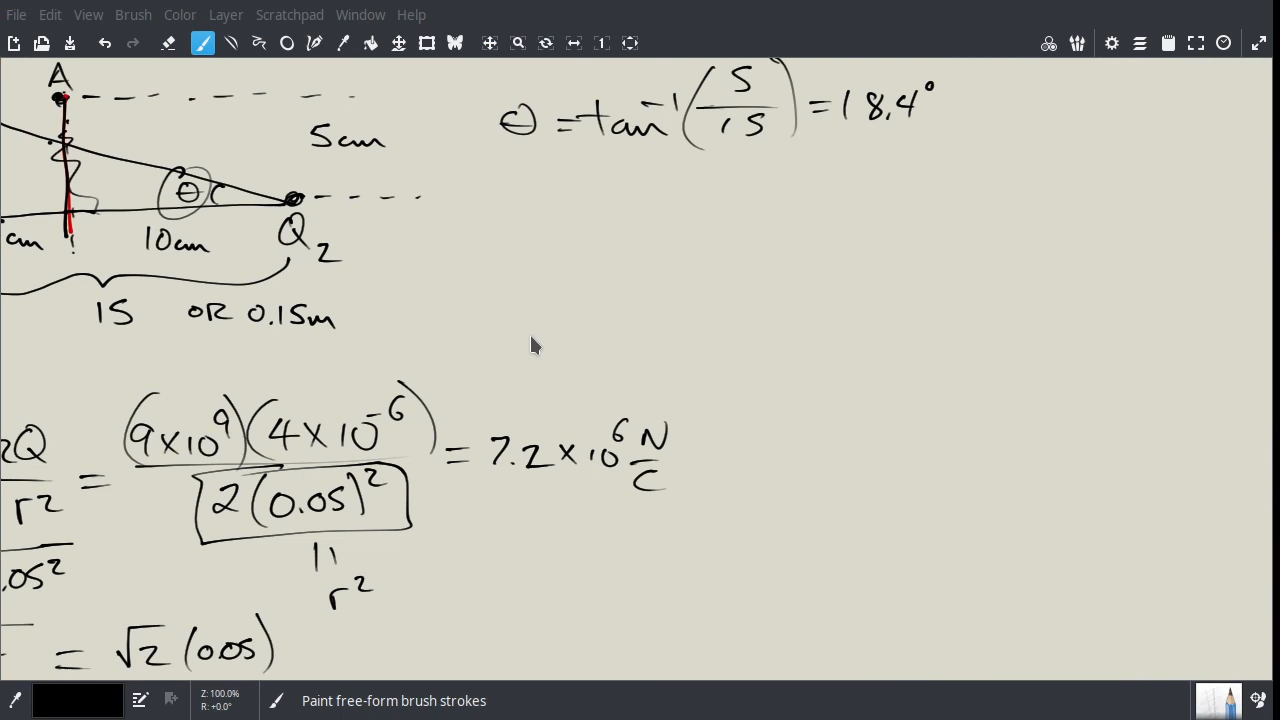 File Edit View Brush Color Layer Scratchpad Window Help
1
A
5cm
θ = tan⁻¹(5/15) = 18.4°
θ
cm 10cm Q₂
15 OR 0.15m
2Q/r² = (9×10⁹)(4×10⁻⁶)/2(0.05)² = 7.2×10⁶ N/C
.05² || r²
= √2 (0.05)
Z: 100.0%
R: +0.0°
Paint free-form brush strokes